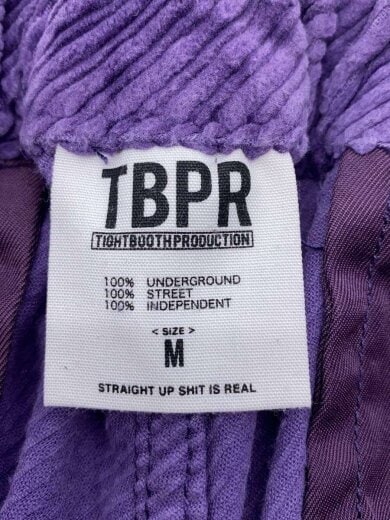 TBPR
TIGHTBOOTHPRODUCTION
100% UNDERGROUND
100% STREET
100% INDEPENDENT
< SIZE >
M
STRAIGHT UP SHIT IS REAL